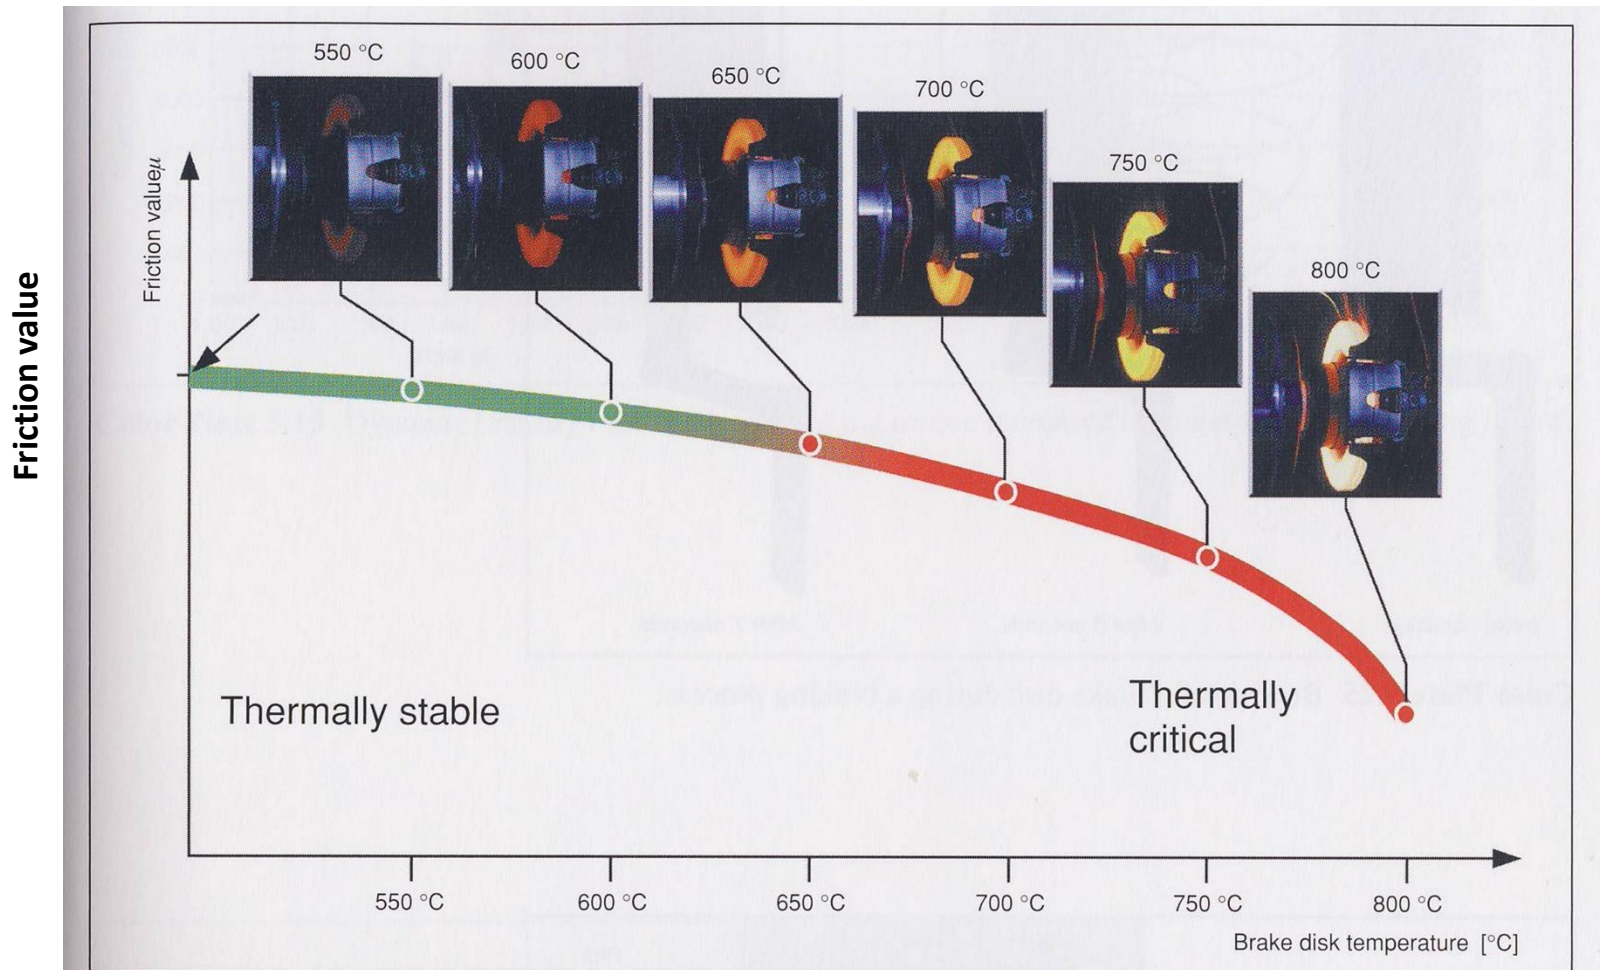 550 °C
600 °C
650 °C
700 °C
750 °C
800 °C
Friction value
Friction value μ
Thermally stable
Thermally
critical
550 °C
600 °C
650 °C
700 °C
750 °C
800 °C
Brake disk temperature [°C]